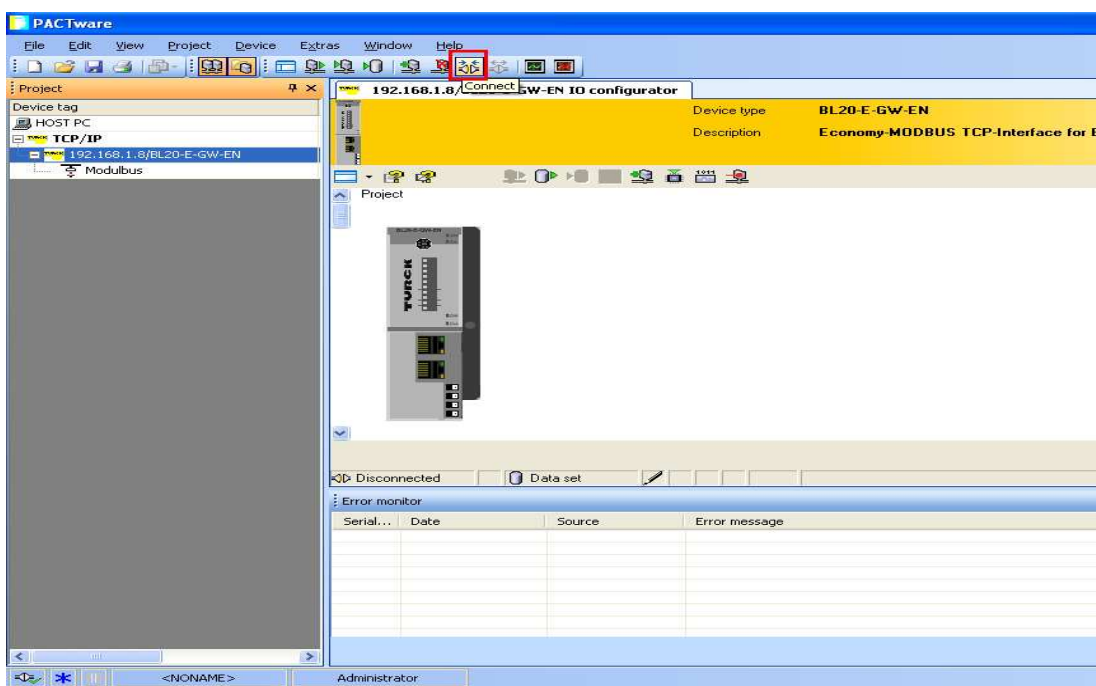 PACTware
File Edit View Project Device Extras Window Help
Connect
Project
Device tag
HOST PC
TCP/IP
192.168.1.8/BL20-E-GW-EN
Modulbus
192.168.1.8/ GW-EN IO configurator
Device type BL20-E-GW-EN
Description Economy-MODBUS TCP-Interface for
Project
BL20-E-GW-EN
TURCK
Disconnected Data set
Error monitor
Serial... Date Source Error message
<NONAME> Administrator